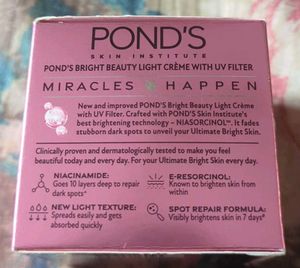 POND'S
SKIN INSTITUTE
POND'S BRIGHT BEAUTY LIGHT CRÈME WITH UV FILTER
MIRACLES HAPPEN
New and improved POND'S Bright Beauty Light Crème
with UV Filter. Crafted with POND'S Skin Institute's
best brightening technology – NIASORCINOL™. It fades
stubborn dark spots to unveil your Ultimate Bright Skin.
Clinically proven and dermatologically tested to make you feel
beautiful today and every day. For your Ultimate Bright Skin every day.
NIACINAMIDE:
Goes 10 layers deep to repair
dark spots^
E-RESORCINOL:
Known to brighten skin from
within
NEW LIGHT TEXTURE:
Spreads easily and gets
absorbed quickly
SPOT REPAIR FORMULA:
Visibly brightens skin in 7 days*